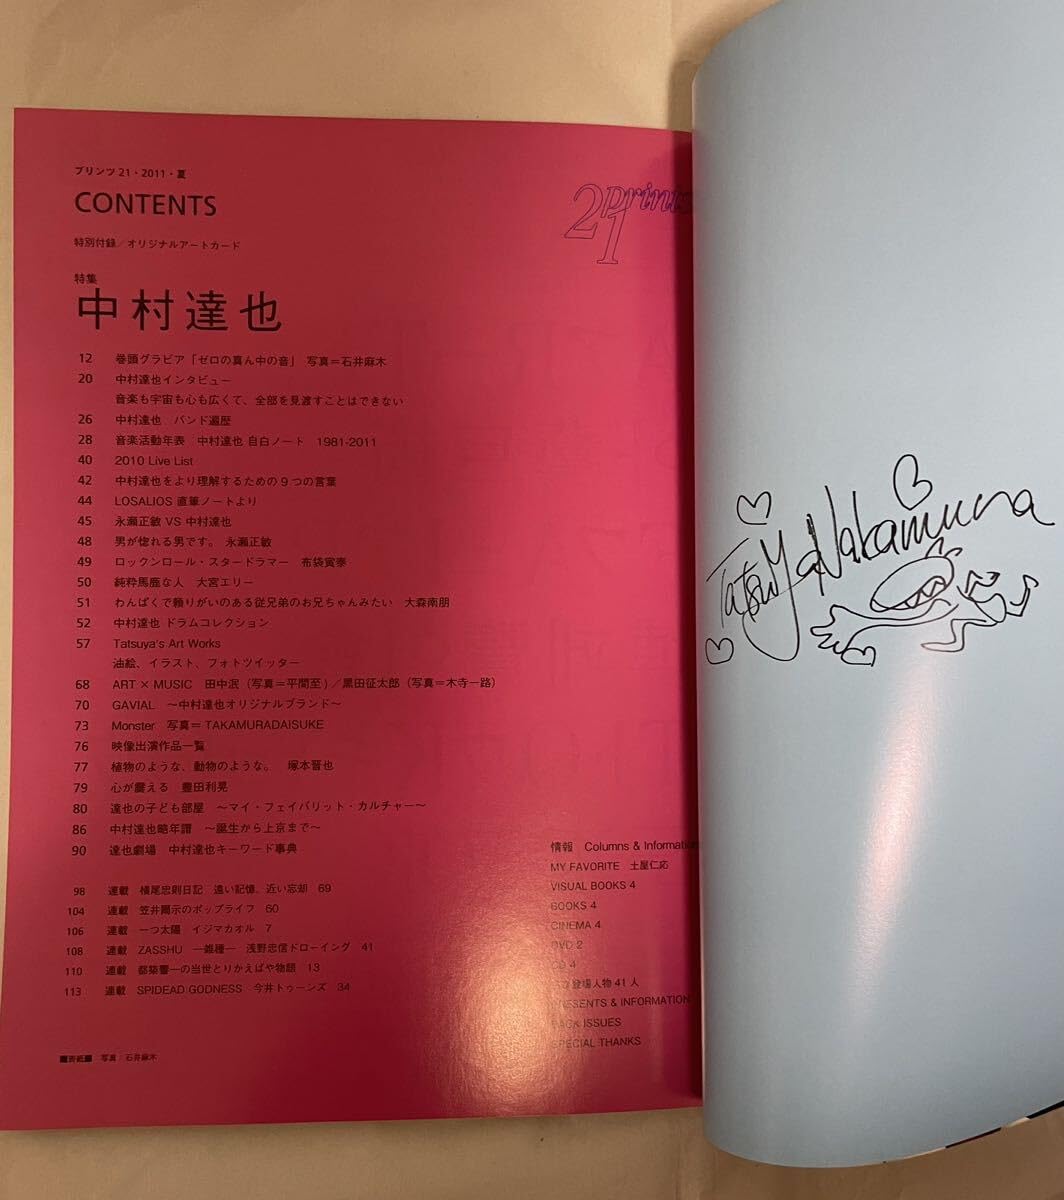 プリンツ 21・2011・夏
CONTENTS
特別付録／オリジナルアートカード
prints
21
特集
中村達也
12 巻頭グラビア「ゼロの真ん中の音」 写真＝石井麻木
20 中村達也インタビュー
音楽も宇宙も心も広くて、全部を見渡すことはできない
26 中村達也 バンド遍歴
28 音楽活動年表 中村達也 自白ノート 1981-2011
40 2010 Live List
42 中村達也をより理解するための9つの言葉
44 LOSALIOS 直筆ノートより
45 永瀬正敏 VS 中村達也
48 男が惚れる男です。 永瀬正敏
49 ロックンロール・スタードラマー 布袋寅泰
50 純粋馬鹿な人 大宮エリー
51 わんぱくで頼りがいのある従兄弟のお兄ちゃんみたい 大森南朋
52 中村達也 ドラムコレクション
57 Tatsuya's Art Works
油絵、イラスト、フォトツイッター
68 ART × MUSIC 田中泯（写真＝平間至）／黒田征太郎（写真＝木寺一路）
70 GAVIAL ～中村達也オリジナルブランド～
73 Monster 写真＝TAKAMURADAISUKE
76 映像出演作品一覧
77 植物のような、動物のような。 塚本晋也
79 心が震える 豊田利晃
80 達也の子ども部屋 ～マイ・フェイバリット・カルチャー～
86 中村達也略年譜 ～誕生から上京まで～
90 達也劇場 中村達也キーワード事典
98 連載 横尾忠則日記 遠い記憶、近い忘却 69
104 連載 笠井爾示のポップライフ 60
106 連載 一つ太陽 イジマカオル 7
108 連載 ZASSHU ―雑種― 浅野忠信ドローイング 41
110 連載 都築響一の当世とりかえばや物語 13
113 連載 SPIDEAD GODNESS 今井トゥーンズ 34
■表紙■ 写真：石井麻木
情報 Columns & Information
MY FAVORITE 土屋仁応
VISUAL BOOKS 4
BOOKS 4
CINEMA 4
DVD 2
CD 4
登場人物 41 人
PRESENTS & INFORMATION
BACK ISSUES
SPECIAL THANKS
Tatsuya Nakamura